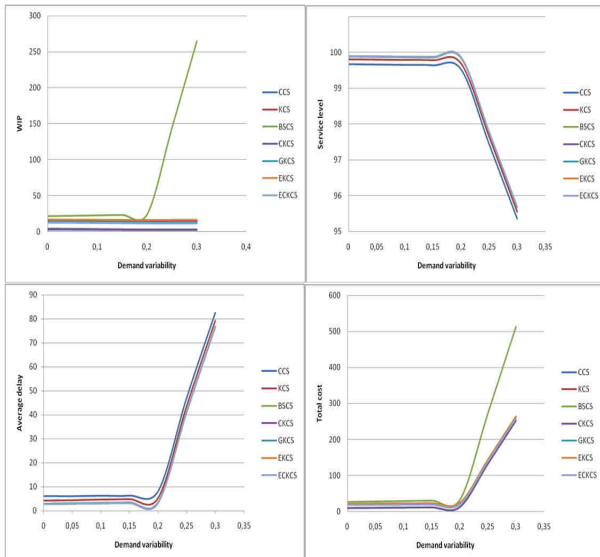 300
250
200
150
100
50
0
WIP
0 0,1 0,2 0,3 0,4
Demand variability
CCS
KCS
BSCS
CKCS
GKCS
EKCS
ECKCS
100
99
98
97
96
95
Service level
0 0,05 0,1 0,15 0,2 0,25 0,3 0,35
Demand variability
CCS
KCS
BSCS
CKCS
GKCS
EKCS
ECKCS
90
80
70
60
50
40
30
20
10
0
Average delay
0 0,05 0,1 0,15 0,2 0,25 0,3 0,35
Demand variability
CCS
KCS
BSCS
CKCS
GKCS
EKCS
ECKCS
600
500
400
300
200
100
0
Total cost
0 0,05 0,1 0,15 0,2 0,25 0,3 0,35
Demand variability
CCS
KCS
BSCS
CKCS
GKCS
EKCS
ECKCS